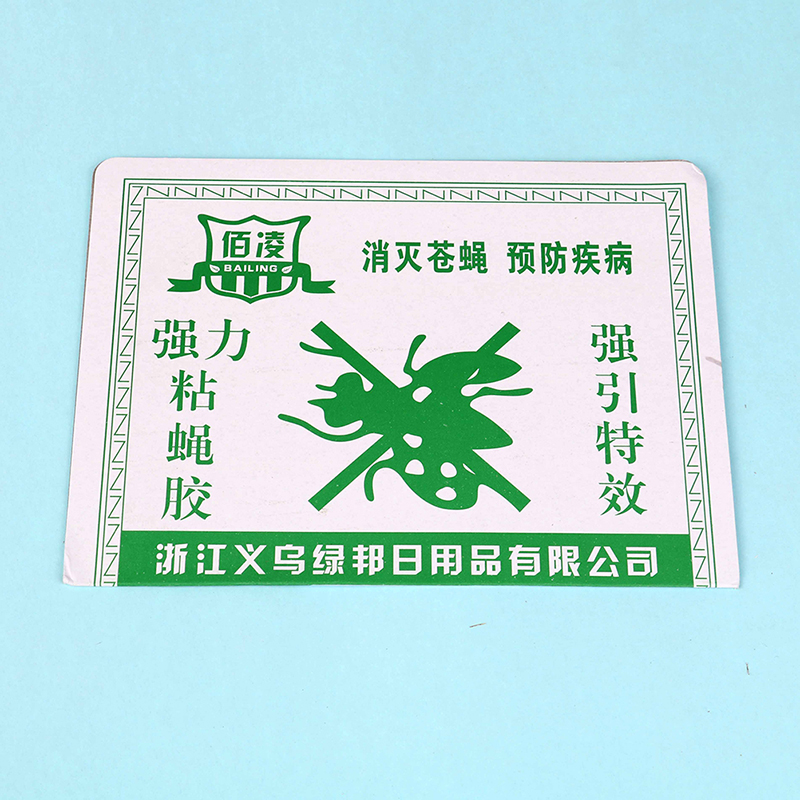 佰凌
BAILING
消灭苍蝇 预防疾病
强力
粘
蝇
胶
强
引
特
效
浙江义乌绿邦日用品有限公司